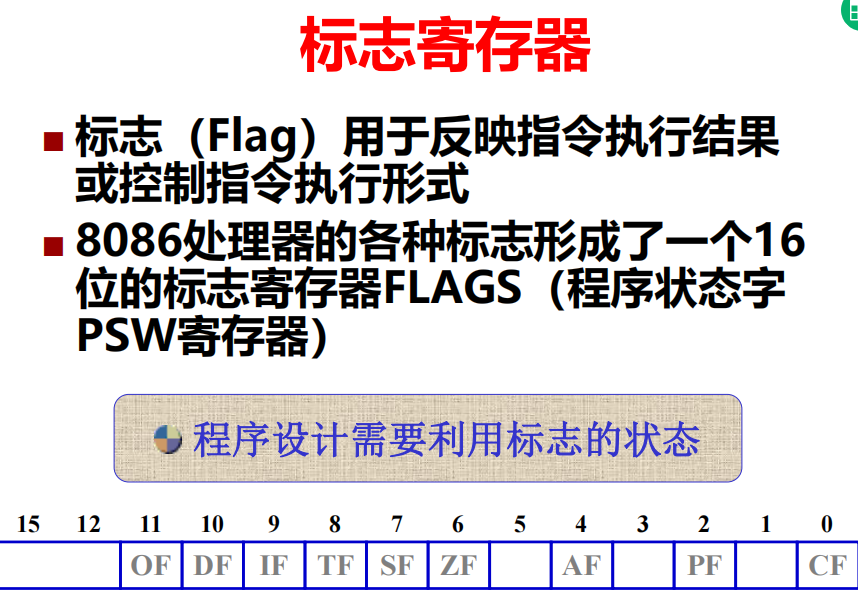 标志寄存器
标志（Flag）用于反映指令执行结果
或控制指令执行形式
8086处理器的各种标志形成了一个16
位的标志寄存器FLAGS（程序状态字
PSW寄存器）
程序设计需要利用标志的状态
15 12 11 10 9 8 7 6 5 4 3 2 1 0
OF DF IF TF SF ZF AF PF CF